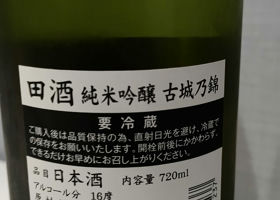 田酒 純米吟醸 古城乃錦
要冷蔵
ご購入後は品質保持の為、直射日光を避け、冷蔵で
の保存をお願いいたします。開栓前後にかかわらず、
できるだけお早めにお召し上がりください。
品目 日本酒 内容量 720ml
アルコール分 16度